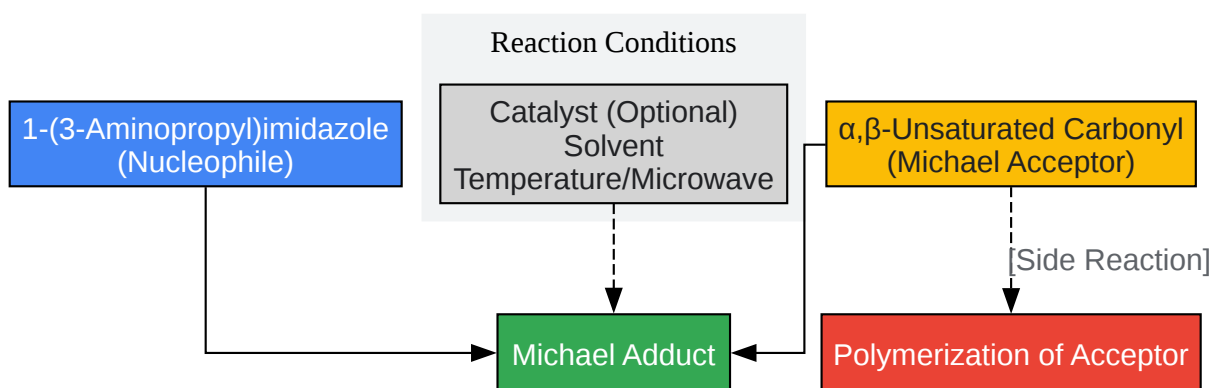 Reaction Conditions
1-(3-Aminopropyl)imidazole
(Nucleophile)
Catalyst (Optional)
Solvent
Temperature/Microwave
α,β-Unsaturated Carbonyl
(Michael Acceptor)
[Side Reaction]
Michael Adduct
Polymerization of Acceptor